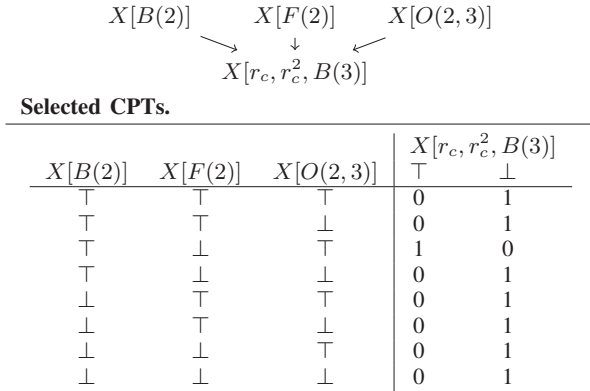 X[B(2)] X[F(2)] X[O(2,3)]
X[r_c, r_c^2, B(3)]
Selected CPTs.
X[r_c, r_c^2, B(3)]
X[B(2)] X[F(2)] X[O(2,3)] ⊤ ⊥
⊤ ⊤ ⊤ 0 1
⊤ ⊤ ⊥ 0 1
⊤ ⊥ ⊤ 1 0
⊤ ⊥ ⊥ 0 1
⊥ ⊤ ⊤ 0 1
⊥ ⊤ ⊥ 0 1
⊥ ⊥ ⊤ 0 1
⊥ ⊥ ⊥ 0 1